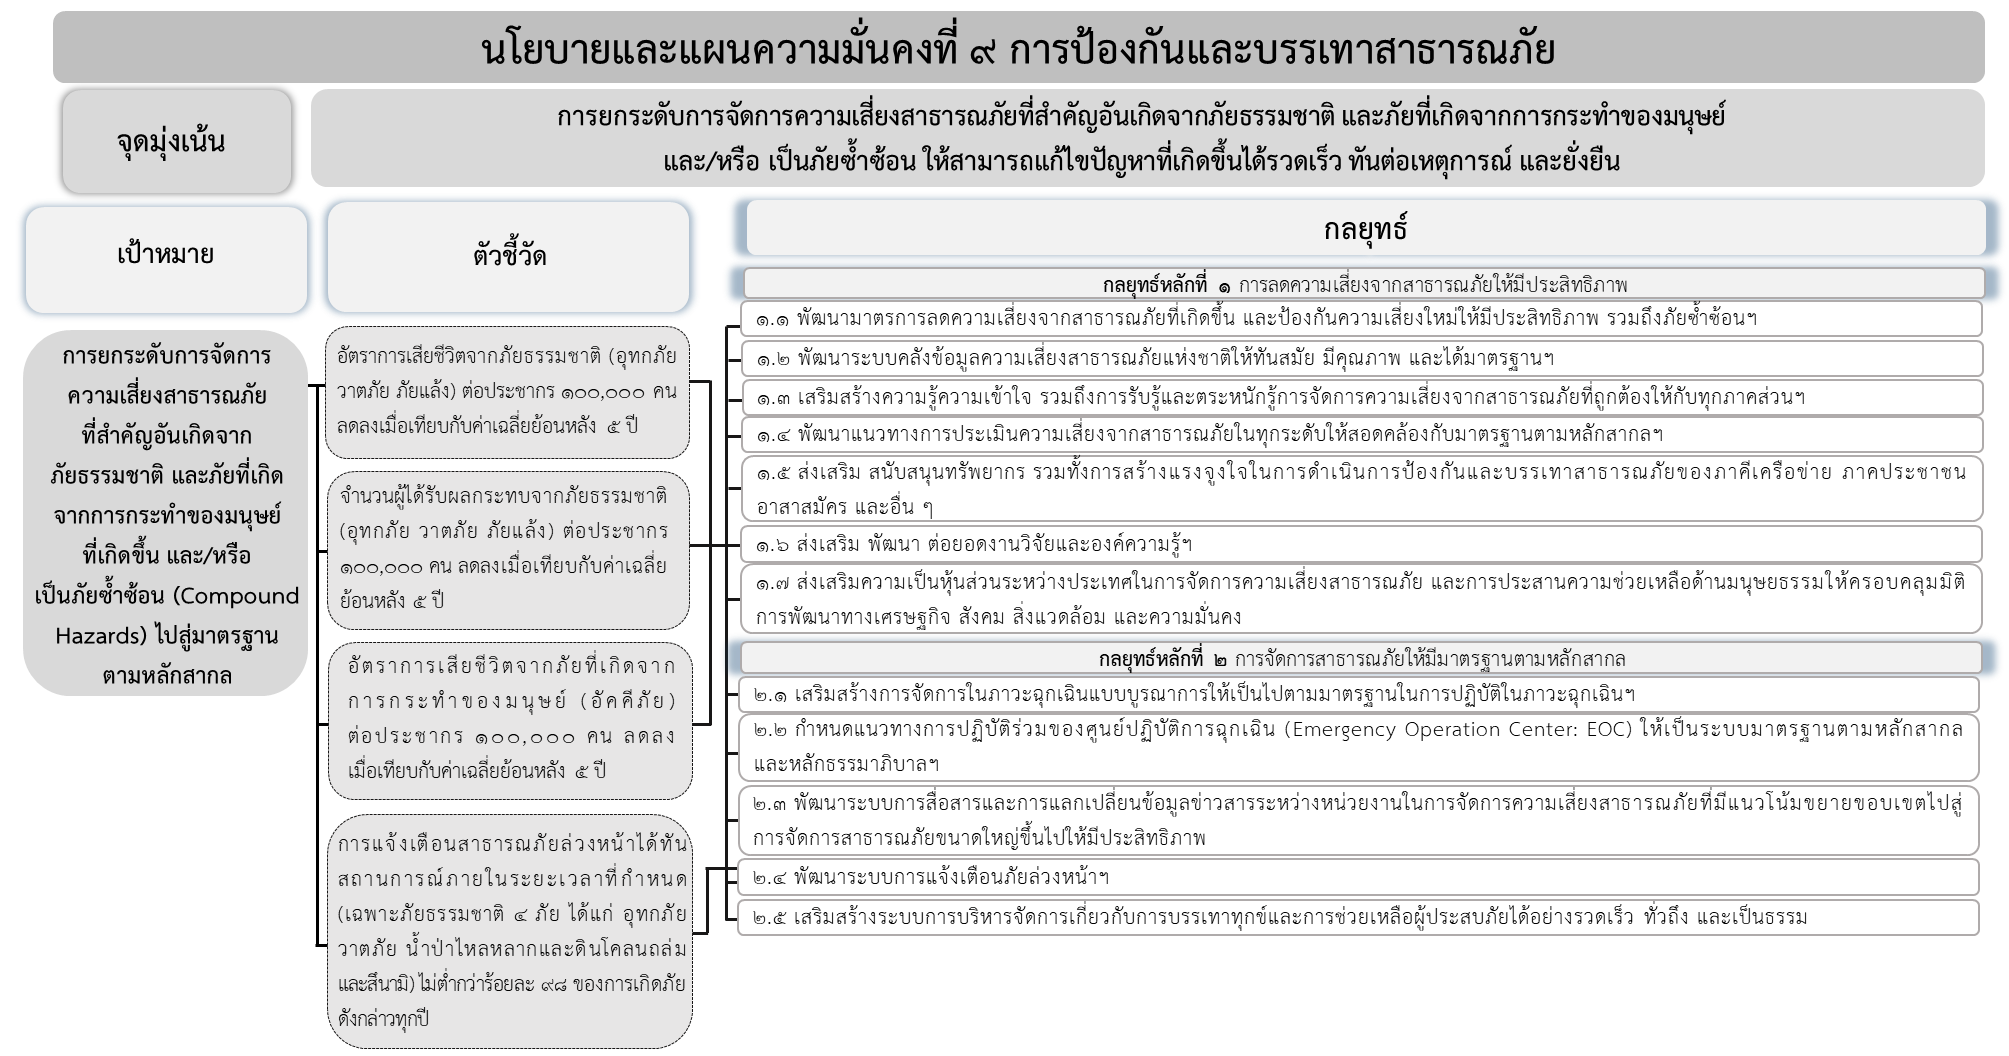 นโยบายและแผนความมั่นคงที่ ๙ การป้องกันและบรรเทาสาธารณภัย
จุดมุ่งเน้น
การยกระดับการจัดการความเสี่ยงสาธารณภัยที่สำคัญอันเกิดจากภัยธรรมชาติ และภัยที่เกิดจากการกระทำของมนุษย์
และ/หรือ เป็นภัยซ้ำซ้อน ให้สามารถแก้ไขปัญหาที่เกิดขึ้นได้รวดเร็ว ทันต่อเหตุการณ์ และยั่งยืน
เป้าหมาย
การยกระดับการจัดการ
ความเสี่ยงสาธารณภัย
ที่สำคัญอันเกิดจาก
ภัยธรรมชาติ และภัยที่เกิด
จากการกระทำของมนุษย์
ที่เกิดขึ้น และ/หรือ
เป็นภัยซ้ำซ้อน (Compound
Hazards) ไปสู่มาตรฐาน
ตามหลักสากล
ตัวชี้วัด
อัตราการเสียชีวิตจากภัยธรรมชาติ (อุทกภัย
วาตภัย ภัยแล้ง) ต่อประชากร ๑๐๐,๐๐๐ คน
ลดลงเมื่อเทียบกับค่าเฉลี่ยย้อนหลัง ๕ ปี
จำนวนผู้ได้รับผลกระทบจากภัยธรรมชาติ
(อุทกภัย วาตภัย ภัยแล้ง) ต่อประชากร
๑๐๐,๐๐๐ คน ลดลงเมื่อเทียบกับค่าเฉลี่ย
ย้อนหลัง ๕ ปี
อัตราการเสียชีวิตจากภัยที่เกิดจาก
การกระทำของมนุษย์ (อัคคีภัย)
ต่อประชากร ๑๐๐,๐๐๐ คน ลดลง
เมื่อเทียบกับค่าเฉลี่ยย้อนหลัง ๕ ปี
การแจ้งเตือนสาธารณภัยล่วงหน้าได้ทัน
สถานการณ์ภายในระยะเวลาที่กำหนด
(เฉพาะภัยธรรมชาติ ๔ ภัย ได้แก่ อุทกภัย
วาตภัย น้ำป่าไหลหลากและดินโคลนถล่ม
และสึนามิ) ไม่ต่ำกว่าร้อยละ ๙๘ ของการเกิดภัย
ดังกล่าวทุกปี
กลยุทธ์
กลยุทธ์หลักที่ ๑ การลดความเสี่ยงจากสาธารณภัยให้มีประสิทธิภาพ
๑.๑ พัฒนามาตรการลดความเสี่ยงจากสาธารณภัยที่เกิดขึ้น และป้องกันความเสี่ยงใหม่ให้มีประสิทธิภาพ รวมถึงภัยซ้ำซ้อนฯ
๑.๒ พัฒนาระบบคลังข้อมูลความเสี่ยงสาธารณภัยแห่งชาติให้ทันสมัย มีคุณภาพ และได้มาตรฐานฯ
๑.๓ เสริมสร้างความรู้ความเข้าใจ รวมถึงการรับรู้และตระหนักรู้การจัดการความเสี่ยงจากสาธารณภัยที่ถูกต้องให้กับทุกภาคส่วนฯ
๑.๔ พัฒนาแนวทางการประเมินความเสี่ยงจากสาธารณภัยในทุกระดับให้สอดคล้องกับมาตรฐานตามหลักสากลฯ
๑.๕ ส่งเสริม สนับสนุนทรัพยากร รวมทั้งการสร้างแรงจูงใจในการดำเนินการป้องกันและบรรเทาสาธารณภัยของภาคีเครือข่าย ภาคประชาชน
อาสาสมัคร และอื่น ๆ
๑.๖ ส่งเสริม พัฒนา ต่อยอดงานวิจัยและองค์ความรู้ฯ
๑.๗ ส่งเสริมความเป็นหุ้นส่วนระหว่างประเทศในการจัดการความเสี่ยงสาธารณภัย และการประสานความช่วยเหลือด้านมนุษยธรรมให้ครอบคลุมมิติ
การพัฒนาทางเศรษฐกิจ สังคม สิ่งแวดล้อม และความมั่นคง
กลยุทธ์หลักที่ ๒ การจัดการสาธารณภัยให้มีมาตรฐานตามหลักสากล
๒.๑ เสริมสร้างการจัดการในภาวะฉุกเฉินแบบบูรณาการให้เป็นไปตามมาตรฐานในการปฏิบัติในภาวะฉุกเฉินฯ
๒.๒ กำหนดแนวทางการปฏิบัติร่วมของศูนย์ปฏิบัติการฉุกเฉิน (Emergency Operation Center: EOC) ให้เป็นระบบมาตรฐานตามหลักสากล
และหลักธรรมาภิบาลฯ
๒.๓ พัฒนาระบบการสื่อสารและการแลกเปลี่ยนข้อมูลข่าวสารระหว่างหน่วยงานในการจัดการความเสี่ยงสาธารณภัยที่มีแนวโน้มขยายขอบเขตไปสู่
การจัดการสาธารณภัยขนาดใหญ่ขึ้นไปให้มีประสิทธิภาพ
๒.๔ พัฒนาระบบการแจ้งเตือนภัยล่วงหน้าฯ
๒.๕ เสริมสร้างระบบการบริหารจัดการเกี่ยวกับการบรรเทาทุกข์และการช่วยเหลือผู้ประสบภัยได้อย่างรวดเร็ว ทั่วถึง และเป็นธรรม